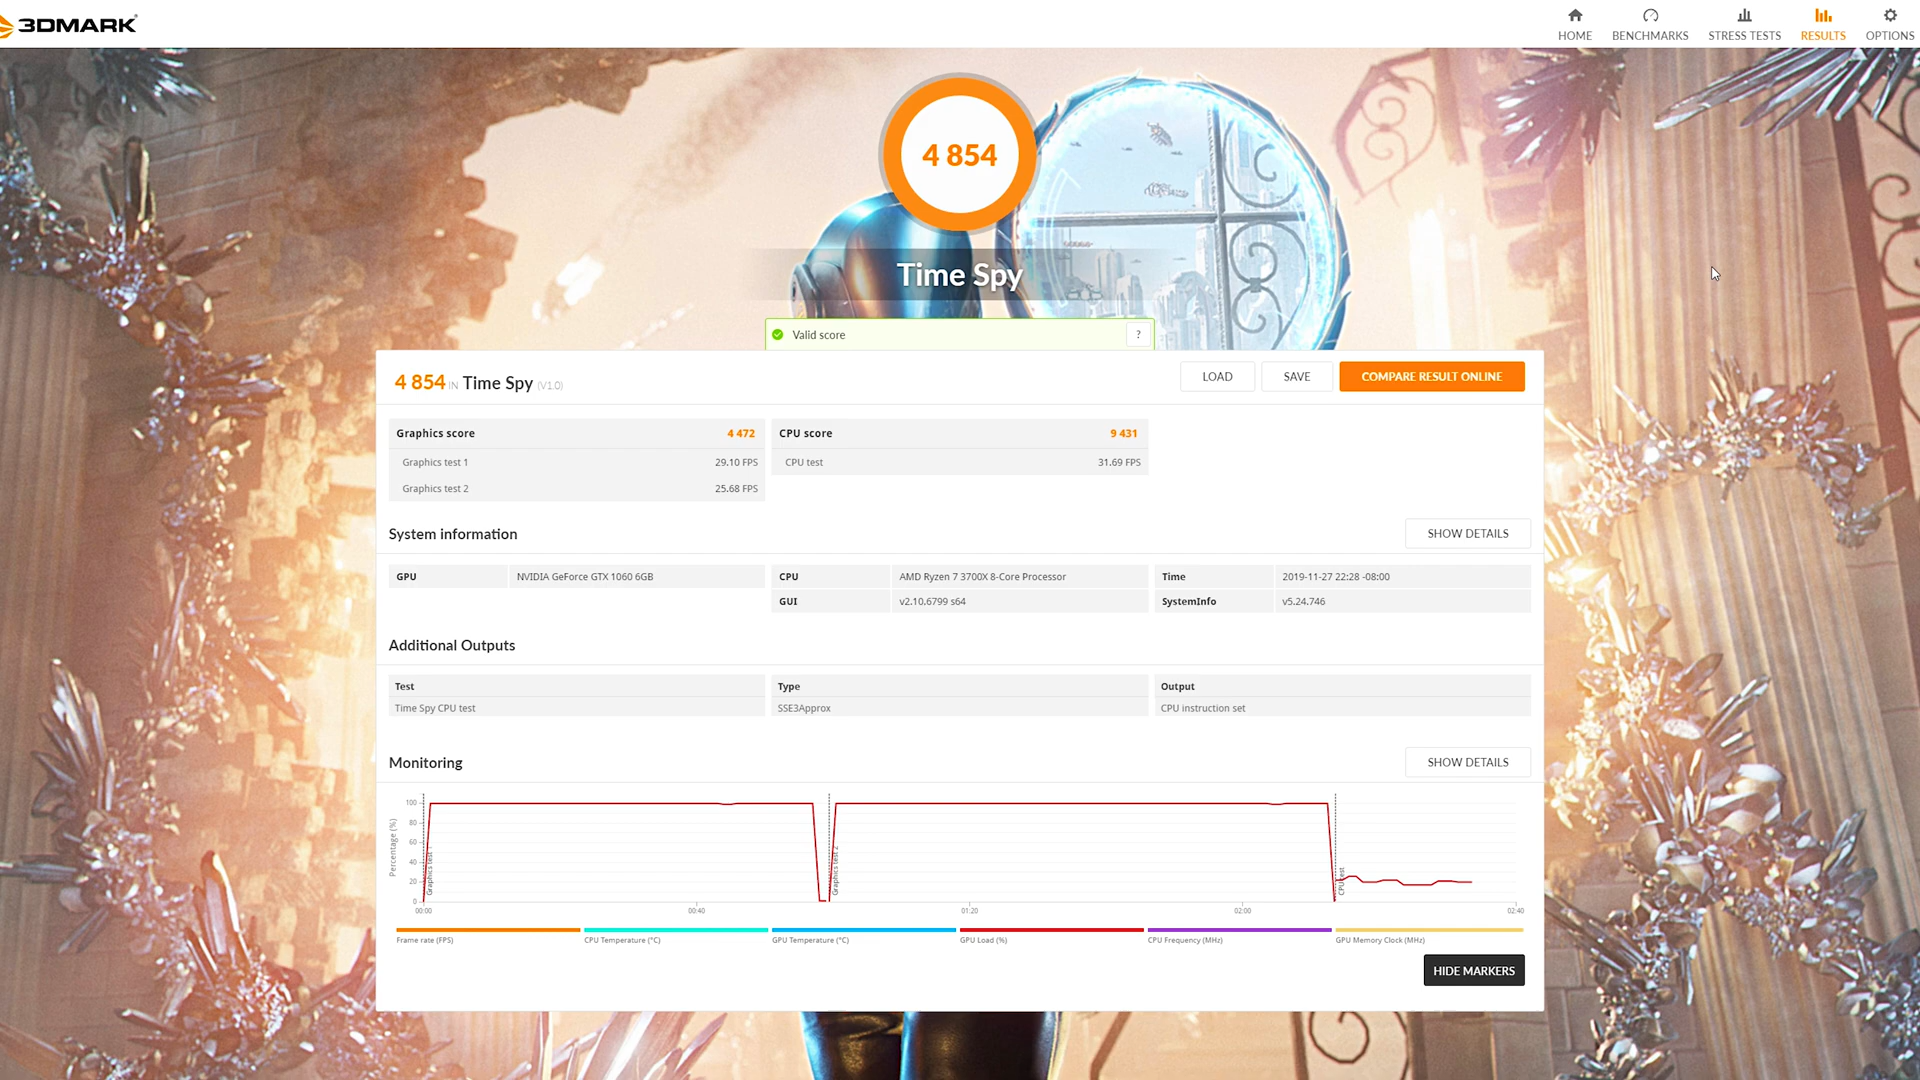 3DMARK
HOME
BENCHMARKS
STRESS TESTS
RESULTS
OPTIONS
4 854
Time Spy
Valid score
?
4 854 IN Time Spy (V1.0)
LOAD
SAVE
COMPARE RESULT ONLINE
Graphics score 4 472
Graphics test 1 29.10 FPS
Graphics test 2 25.68 FPS
CPU score 9 431
CPU test 31.69 FPS
System information
SHOW DETAILS
GPU NVIDIA GeForce GTX 1060 6GB
CPU AMD Ryzen 7 3700X 8-Core Processor
Time 2019-11-27 22:28 -08:00
GUI v2.10.6799 s64
SystemInfo v5.24.746
Additional Outputs
Test Type Output
Time Spy CPU test SSE3Approx CPU instruction set
Monitoring
SHOW DETAILS
Percentage (%)
100
80
60
40
20
0
Graphics test
Graphics test 2
CPU test
00:00 00:40 01:20 02:00 02:40
Frame rate (FPS)
CPU Temperature (°C)
GPU Temperature (°C)
GPU Load (%)
CPU Frequency (MHz)
GPU Memory Clock (MHz)
HIDE MARKERS